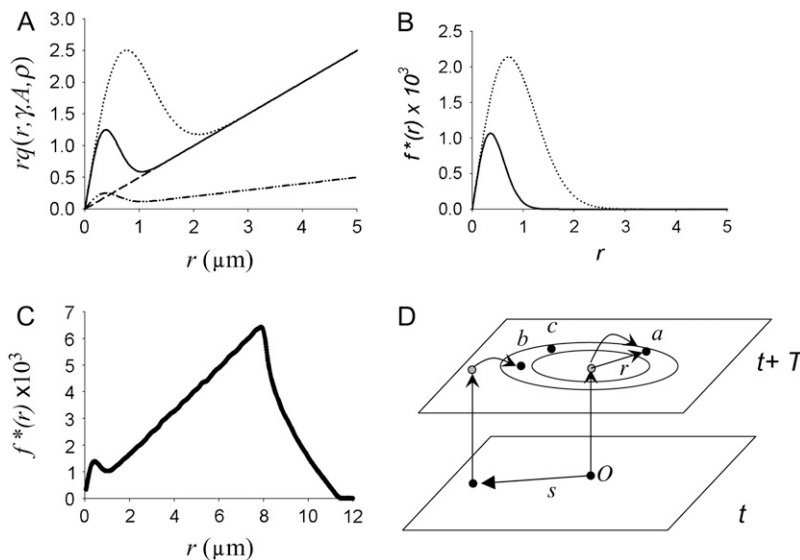 A
rq(r,γ,A,ρ)
3.0
2.5
2.0
1.5
1.0
0.5
0.0
0 1 2 3 4 5
r (μm)
B
f*(r) x 10³
2.5
2.0
1.5
1.0
0.5
0.0
0 1 2 3 4 5
r
C
f*(r) x10³
7
6
5
4
3
2
1
0
0 2 4 6 8 10 12
r (μm)
D
c
b
a
r
t+ T
O
s
t